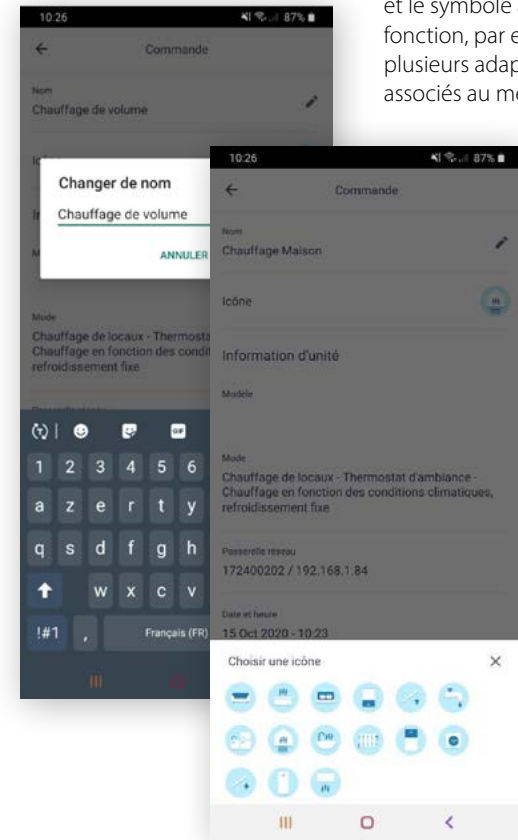 et le symbole
fonction, par e
plusieurs adap
associés au m
10:26
87%
Commande
Nom
Chauffage de volume
Changer de nom
Chauffage de volume
ANNULER
Mode
Chauffage de locaux - Thermosta
Chauffage en fonction des condit
refroidissement fixe
GIF
1 2 3 4 5 6
a z e r t y
q s d f g h
w x c v
!#1 , Français (FR)
10:26
87%
Commande
Nom
Chauffage Maison
Icône
Information d'unité
Modèle
Mode
Chauffage de locaux - Thermostat d'ambiance -
Chauffage en fonction des conditions climatiques,
refroidissement fixe
Passerelle réseau
172400202 / 192.168.1.84
Date et heure
15 Oct 2020 - 10:23
Choisir une icône